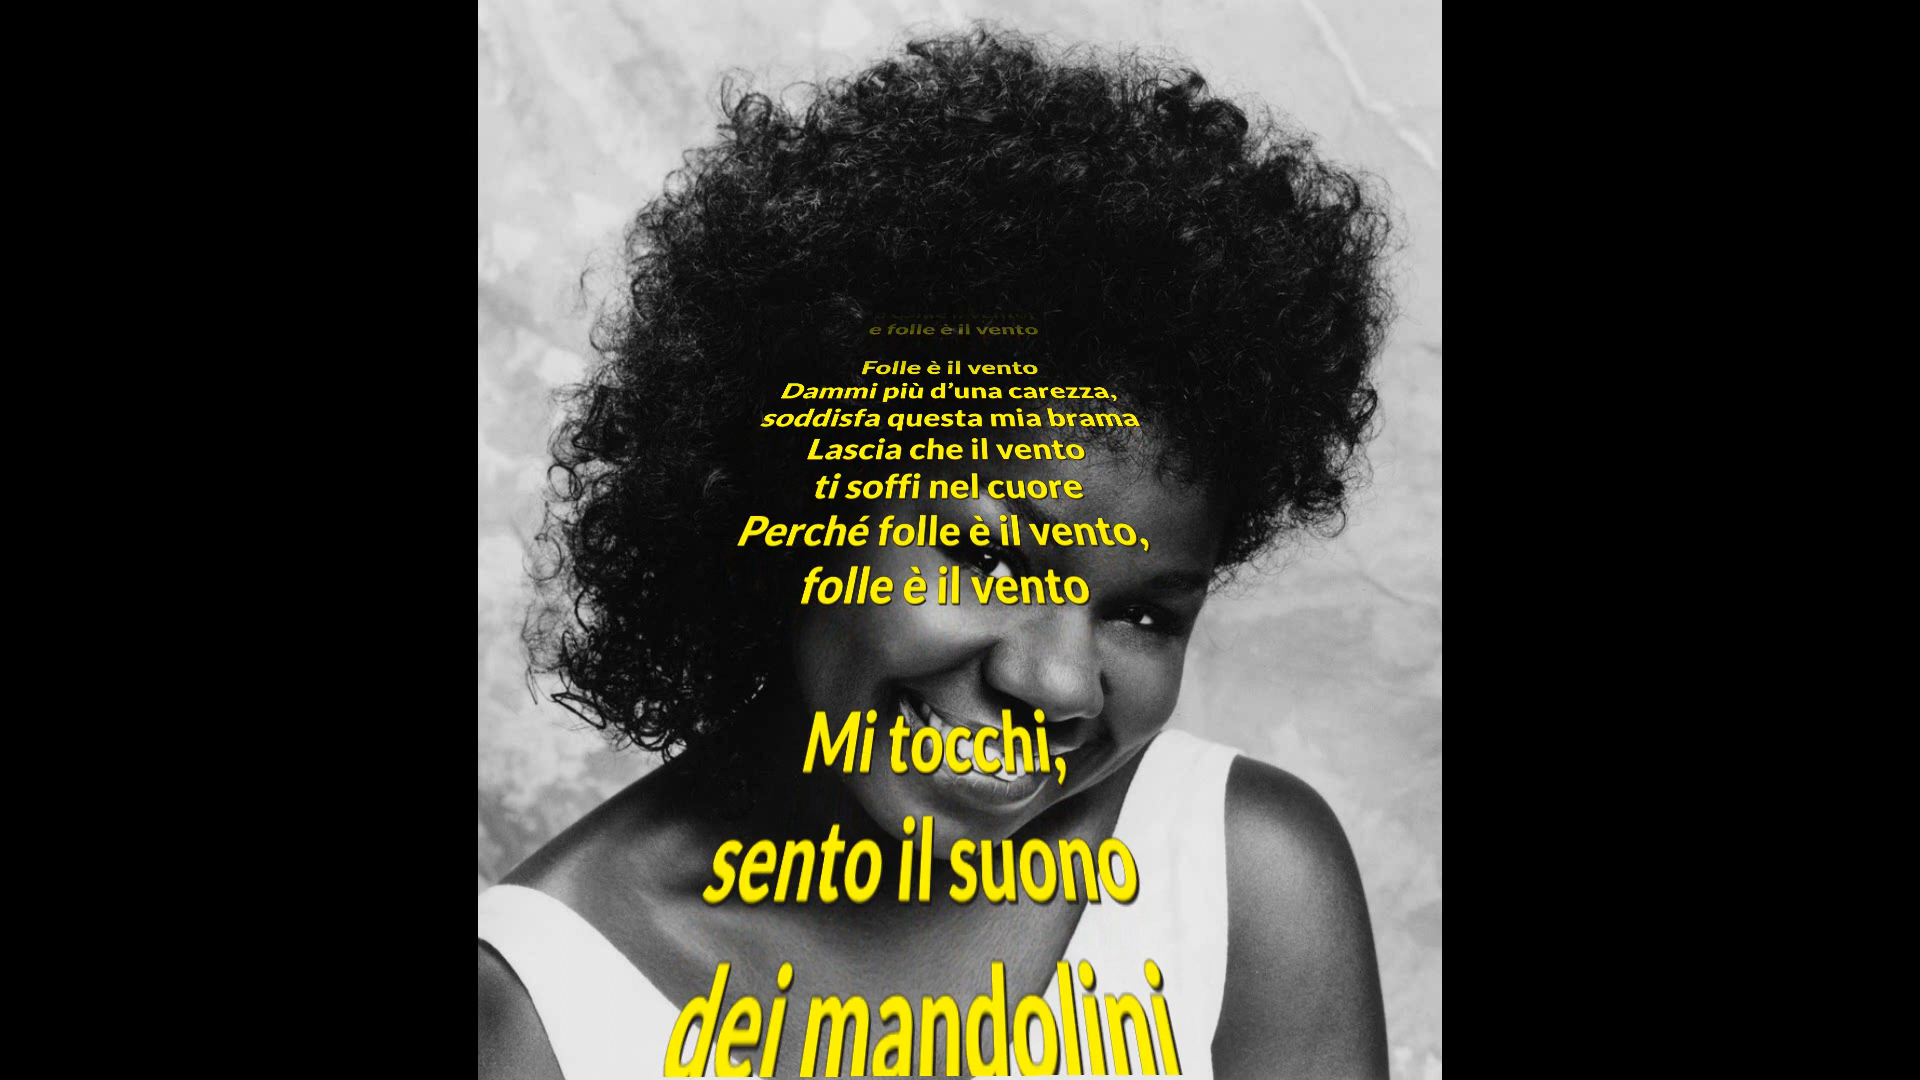 e folle è il vento
Folle è il vento
Dammi più d’una carezza,
soddisfa questa mia brama
Lascia che il vento
ti soffi nel cuore
Perché folle è il vento,
folle è il vento
Mi tocchi,
sento il suono
dei mandolini